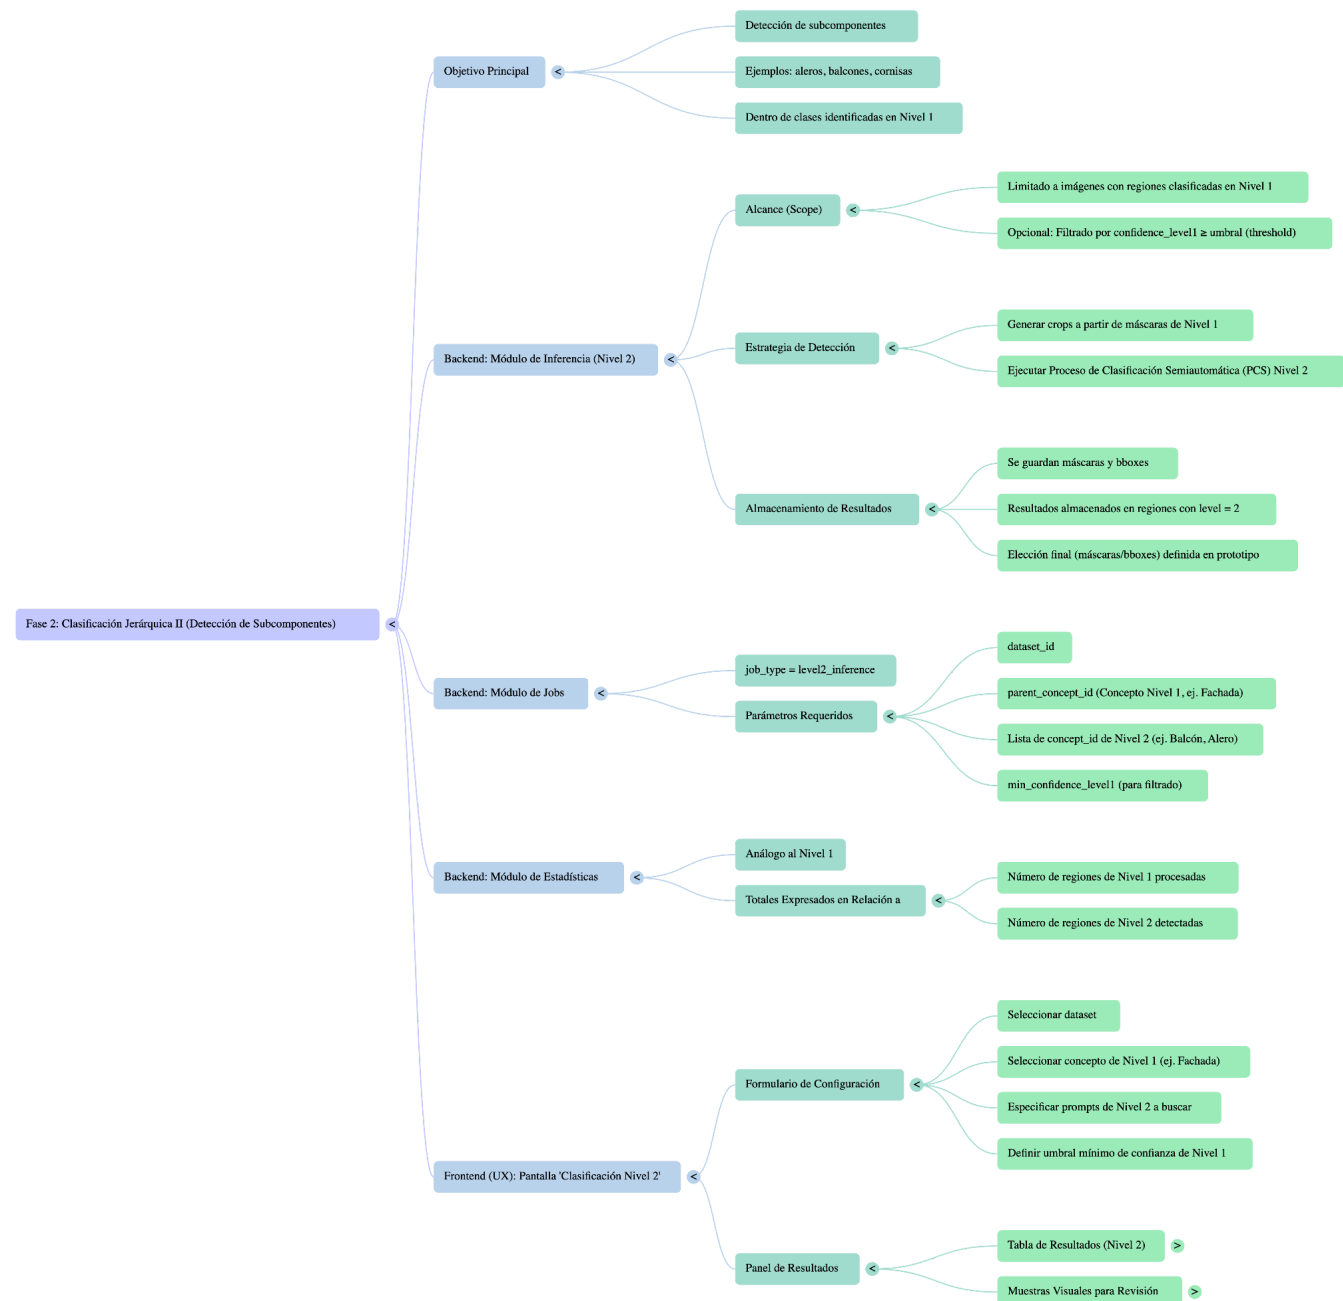 Fase 2: Clasificación Jerárquica II (Detección de Subcomponentes)
<
Objetivo Principal
<
Detección de subcomponentes
Ejemplos: aleros, balcones, cornisas
Dentro de clases identificadas en Nivel 1
Backend: Módulo de Inferencia (Nivel 2)
<
Alcance (Scope)
<
Limitado a imágenes con regiones clasificadas en Nivel 1
Opcional: Filtrado por confidence_level1 ≥ umbral (threshold)
Estrategia de Detección
<
Generar crops a partir de máscaras de Nivel 1
Ejecutar Proceso de Clasificación Semiautomática (PCS) Nivel 2
Almacenamiento de Resultados
<
Se guardan máscaras y bboxes
Resultados almacenados en regiones con level = 2
Elección final (máscaras/bboxes) definida en prototipo
Backend: Módulo de Jobs
<
job_type = level2_inference
Parámetros Requeridos
<
dataset_id
parent_concept_id (Concepto Nivel 1, ej. Fachada)
Lista de concept_id de Nivel 2 (ej. Balcón, Alero)
min_confidence_level1 (para filtrado)
Backend: Módulo de Estadísticas
<
Análogo al Nivel 1
Totales Expresados en Relación a
<
Número de regiones de Nivel 1 procesadas
Número de regiones de Nivel 2 detectadas
Frontend (UX): Pantalla 'Clasificación Nivel 2'
<
Formulario de Configuración
<
Seleccionar dataset
Seleccionar concepto de Nivel 1 (ej. Fachada)
Especificar prompts de Nivel 2 a buscar
Definir umbral mínimo de confianza de Nivel 1
Panel de Resultados
<
Tabla de Resultados (Nivel 2)
>
Muestras Visuales para Revisión
>